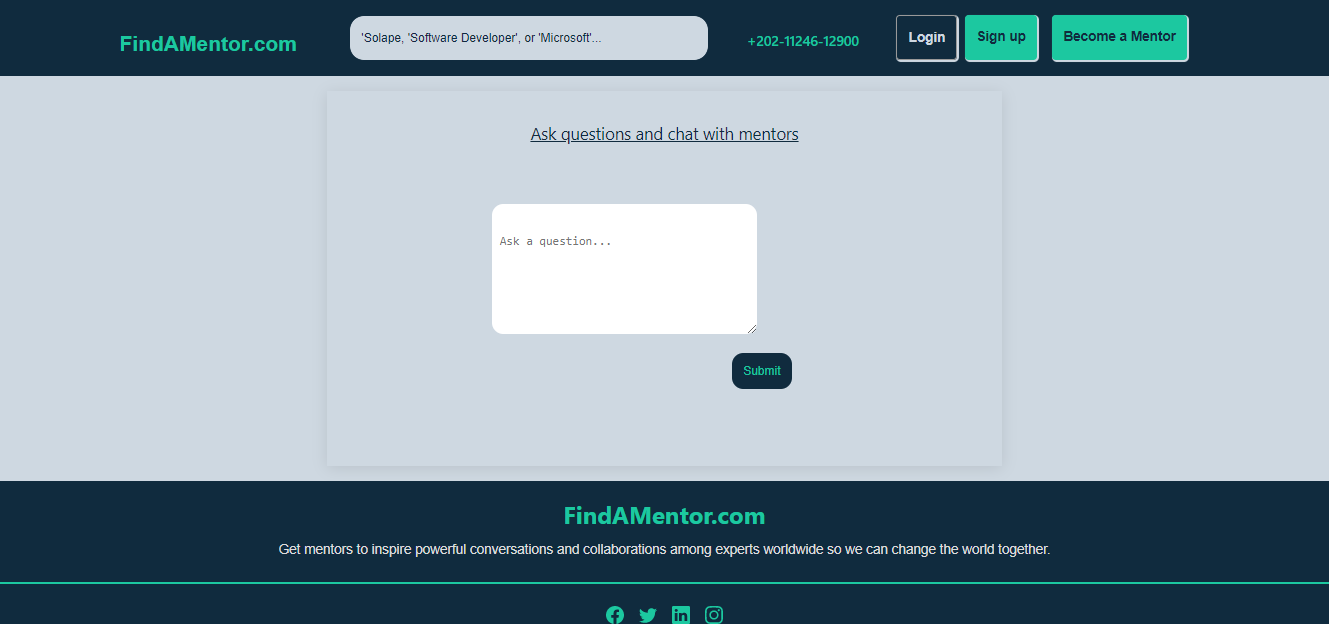 FindAMentor.com
'Solape, 'Software Developer', or 'Microsoft'...
+202-11246-12900
Login
Sign up
Become a Mentor
Ask questions and chat with mentors
Ask a question...
Submit
FindAMentor.com
Get mentors to inspire powerful conversations and collaborations among experts worldwide so we can change the world together.